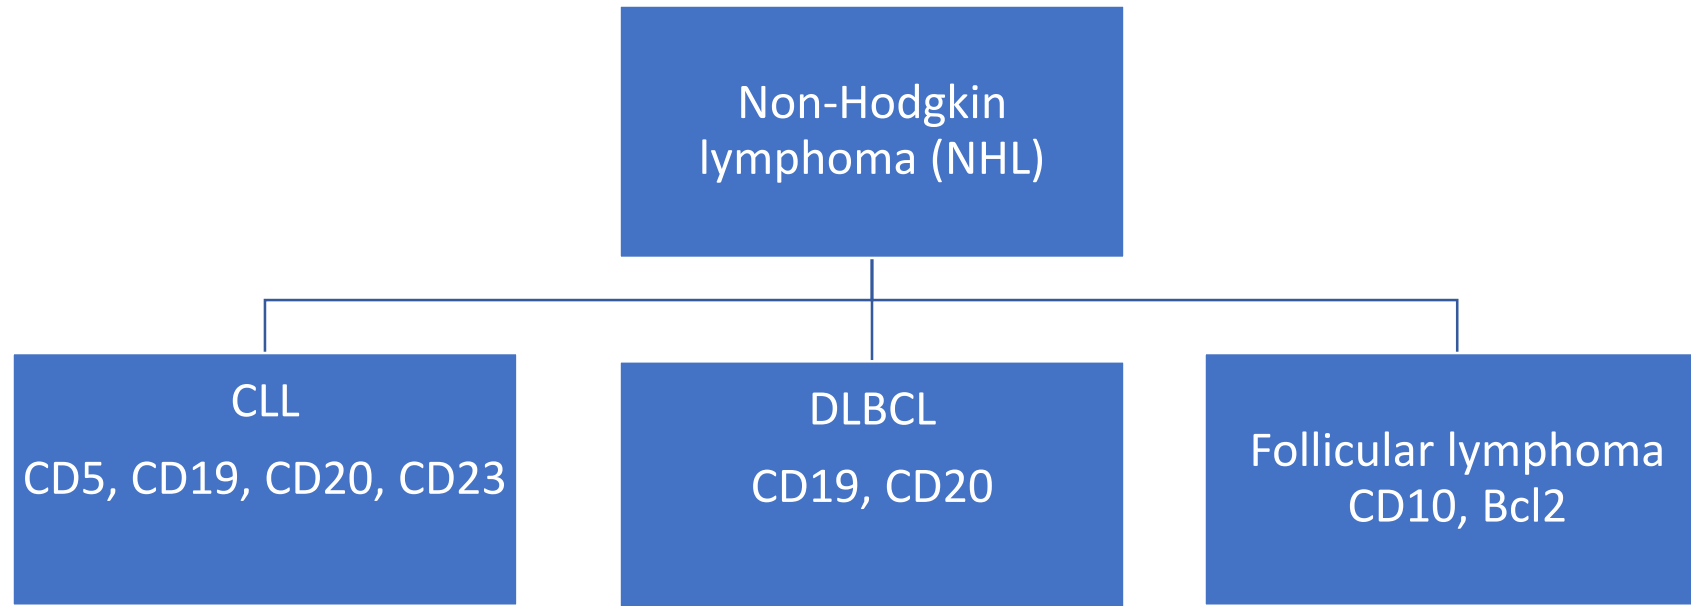 Non-Hodgkin
lymphoma (NHL)
CLL
CD5, CD19, CD20, CD23
DLBCL
CD19, CD20
Follicular lymphoma
CD10, Bcl2